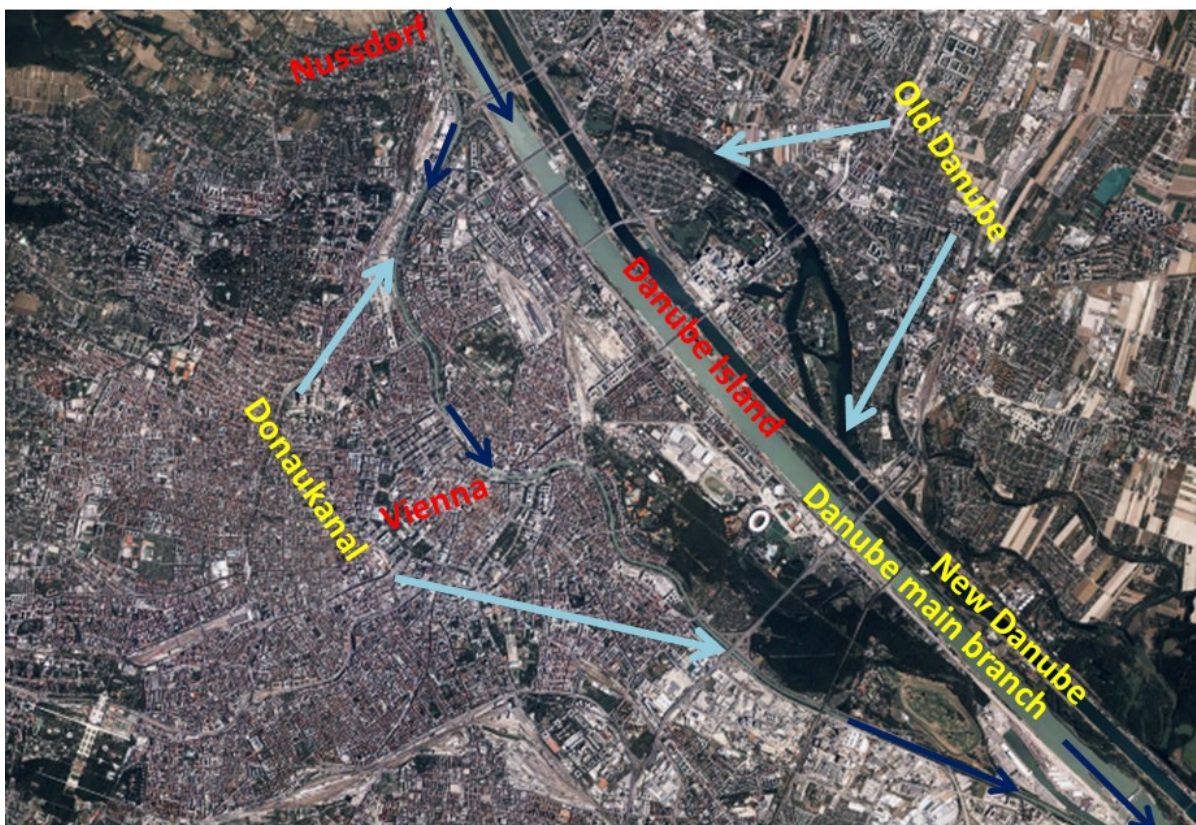 Nussdorf
Old Danube
Danube Island
Donaukanal
Vienna
New Danube
Danube main branch